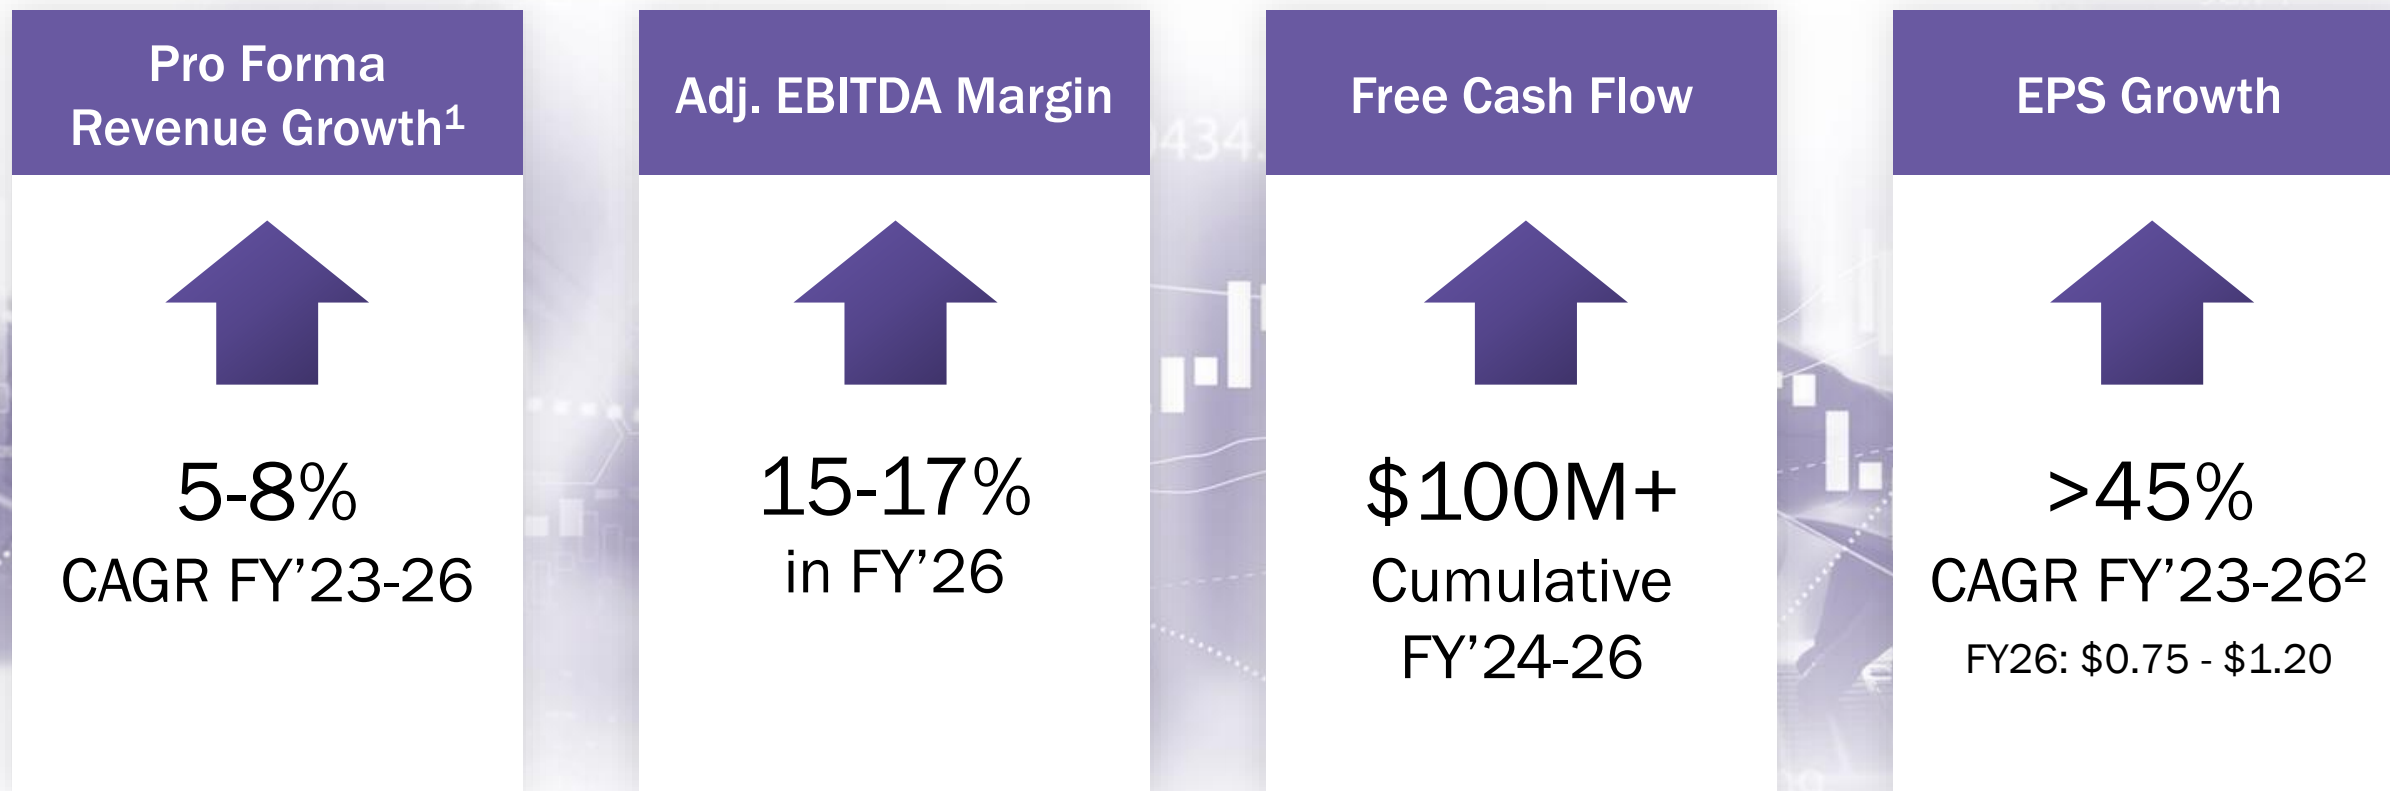 Pro Forma
Revenue Growth¹
5-8%
CAGR FY’23-26
Adj. EBITDA Margin
15-17%
in FY’26
Free Cash Flow
$100M+
Cumulative
FY’24-26
EPS Growth
>45%
CAGR FY’23-26²
FY26: $0.75 - $1.20
434.